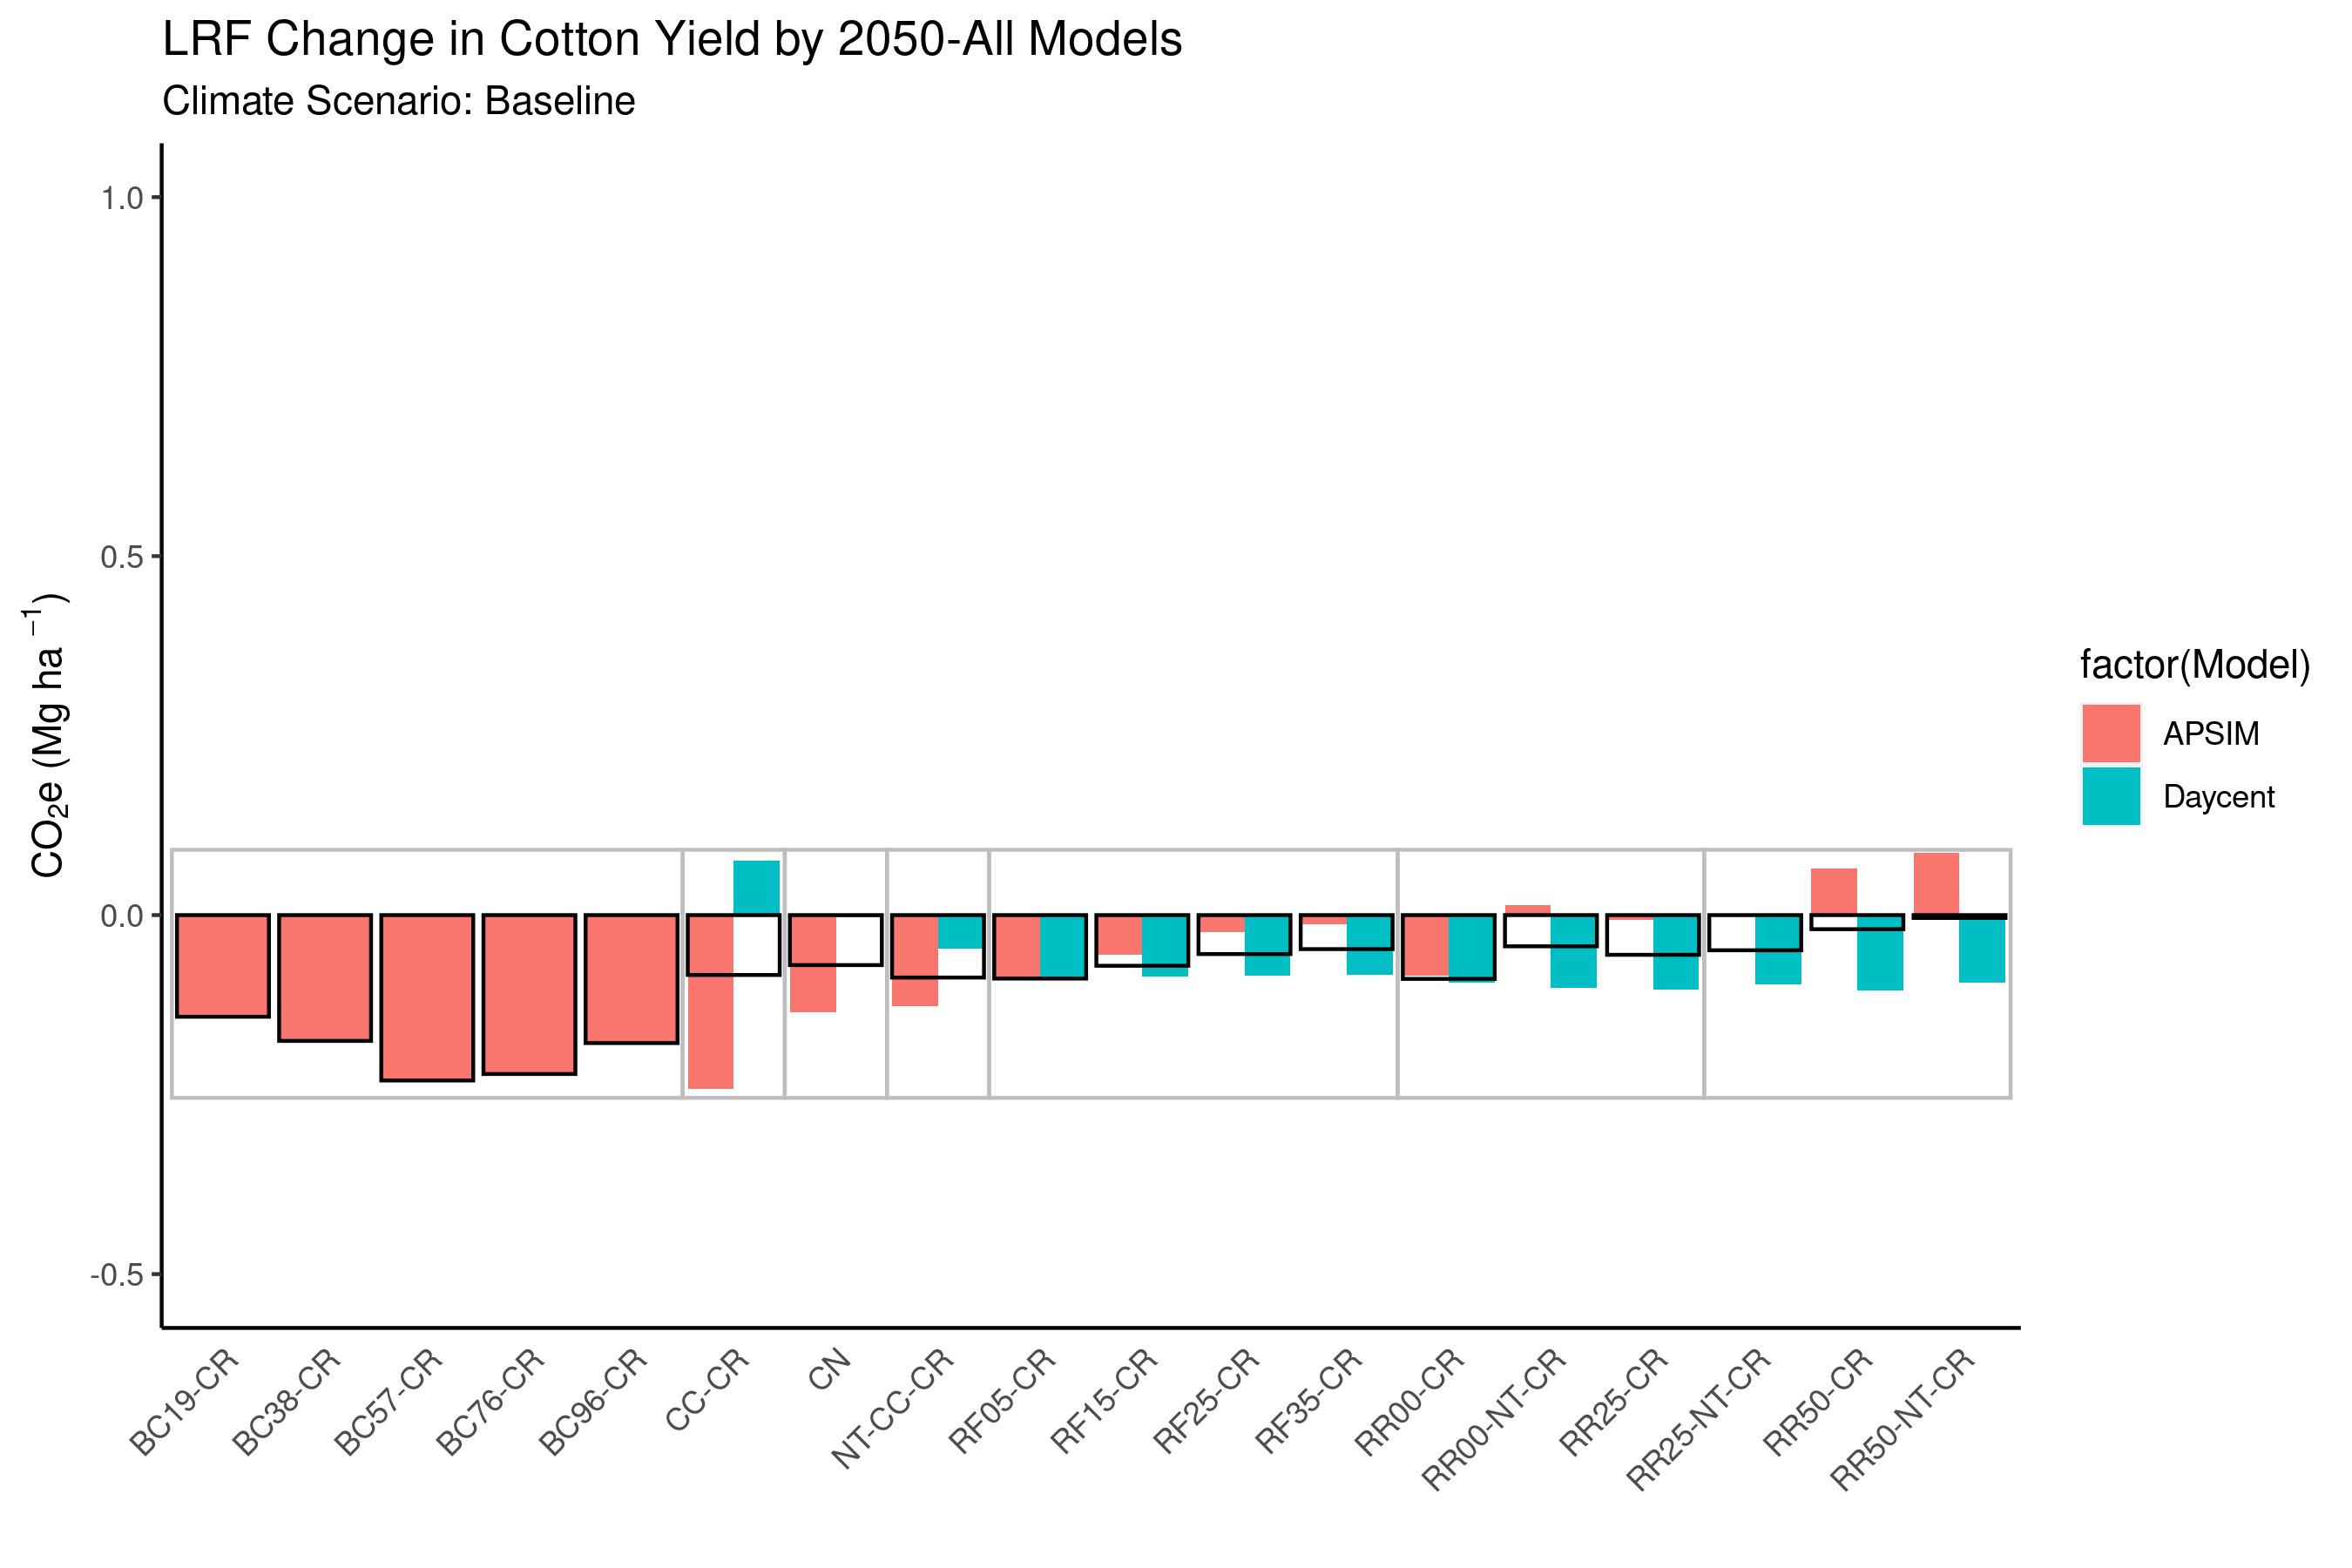 LRF Change in Cotton Yield by 2050-All Models
Climate Scenario: Baseline
CO₂e (Mg ha ⁻¹)
1.0
0.5
0.0
-0.5
BC19-CR
BC38-CR
BC57-CR
BC76-CR
BC96-CR
CC-CR
CN
NT-CC-CR
RF05-CR
RF15-CR
RF25-CR
RF35-CR
RR00-CR
RR00-NT-CR
RR25-CR
RR25-NT-CR
RR50-CR
RR50-NT-CR
factor(Model)
APSIM
Daycent